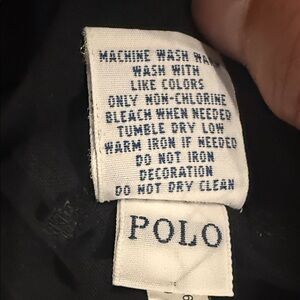 MACHINE WASH WARM
WASH WITH
LIKE COLORS
ONLY NON-CHLORINE
BLEACH WHEN NEEDED
TUMBLE DRY LOW
WARM IRON IF NEEDED
DO NOT IRON
DECORATION
DO NOT DRY CLEAN
POLO